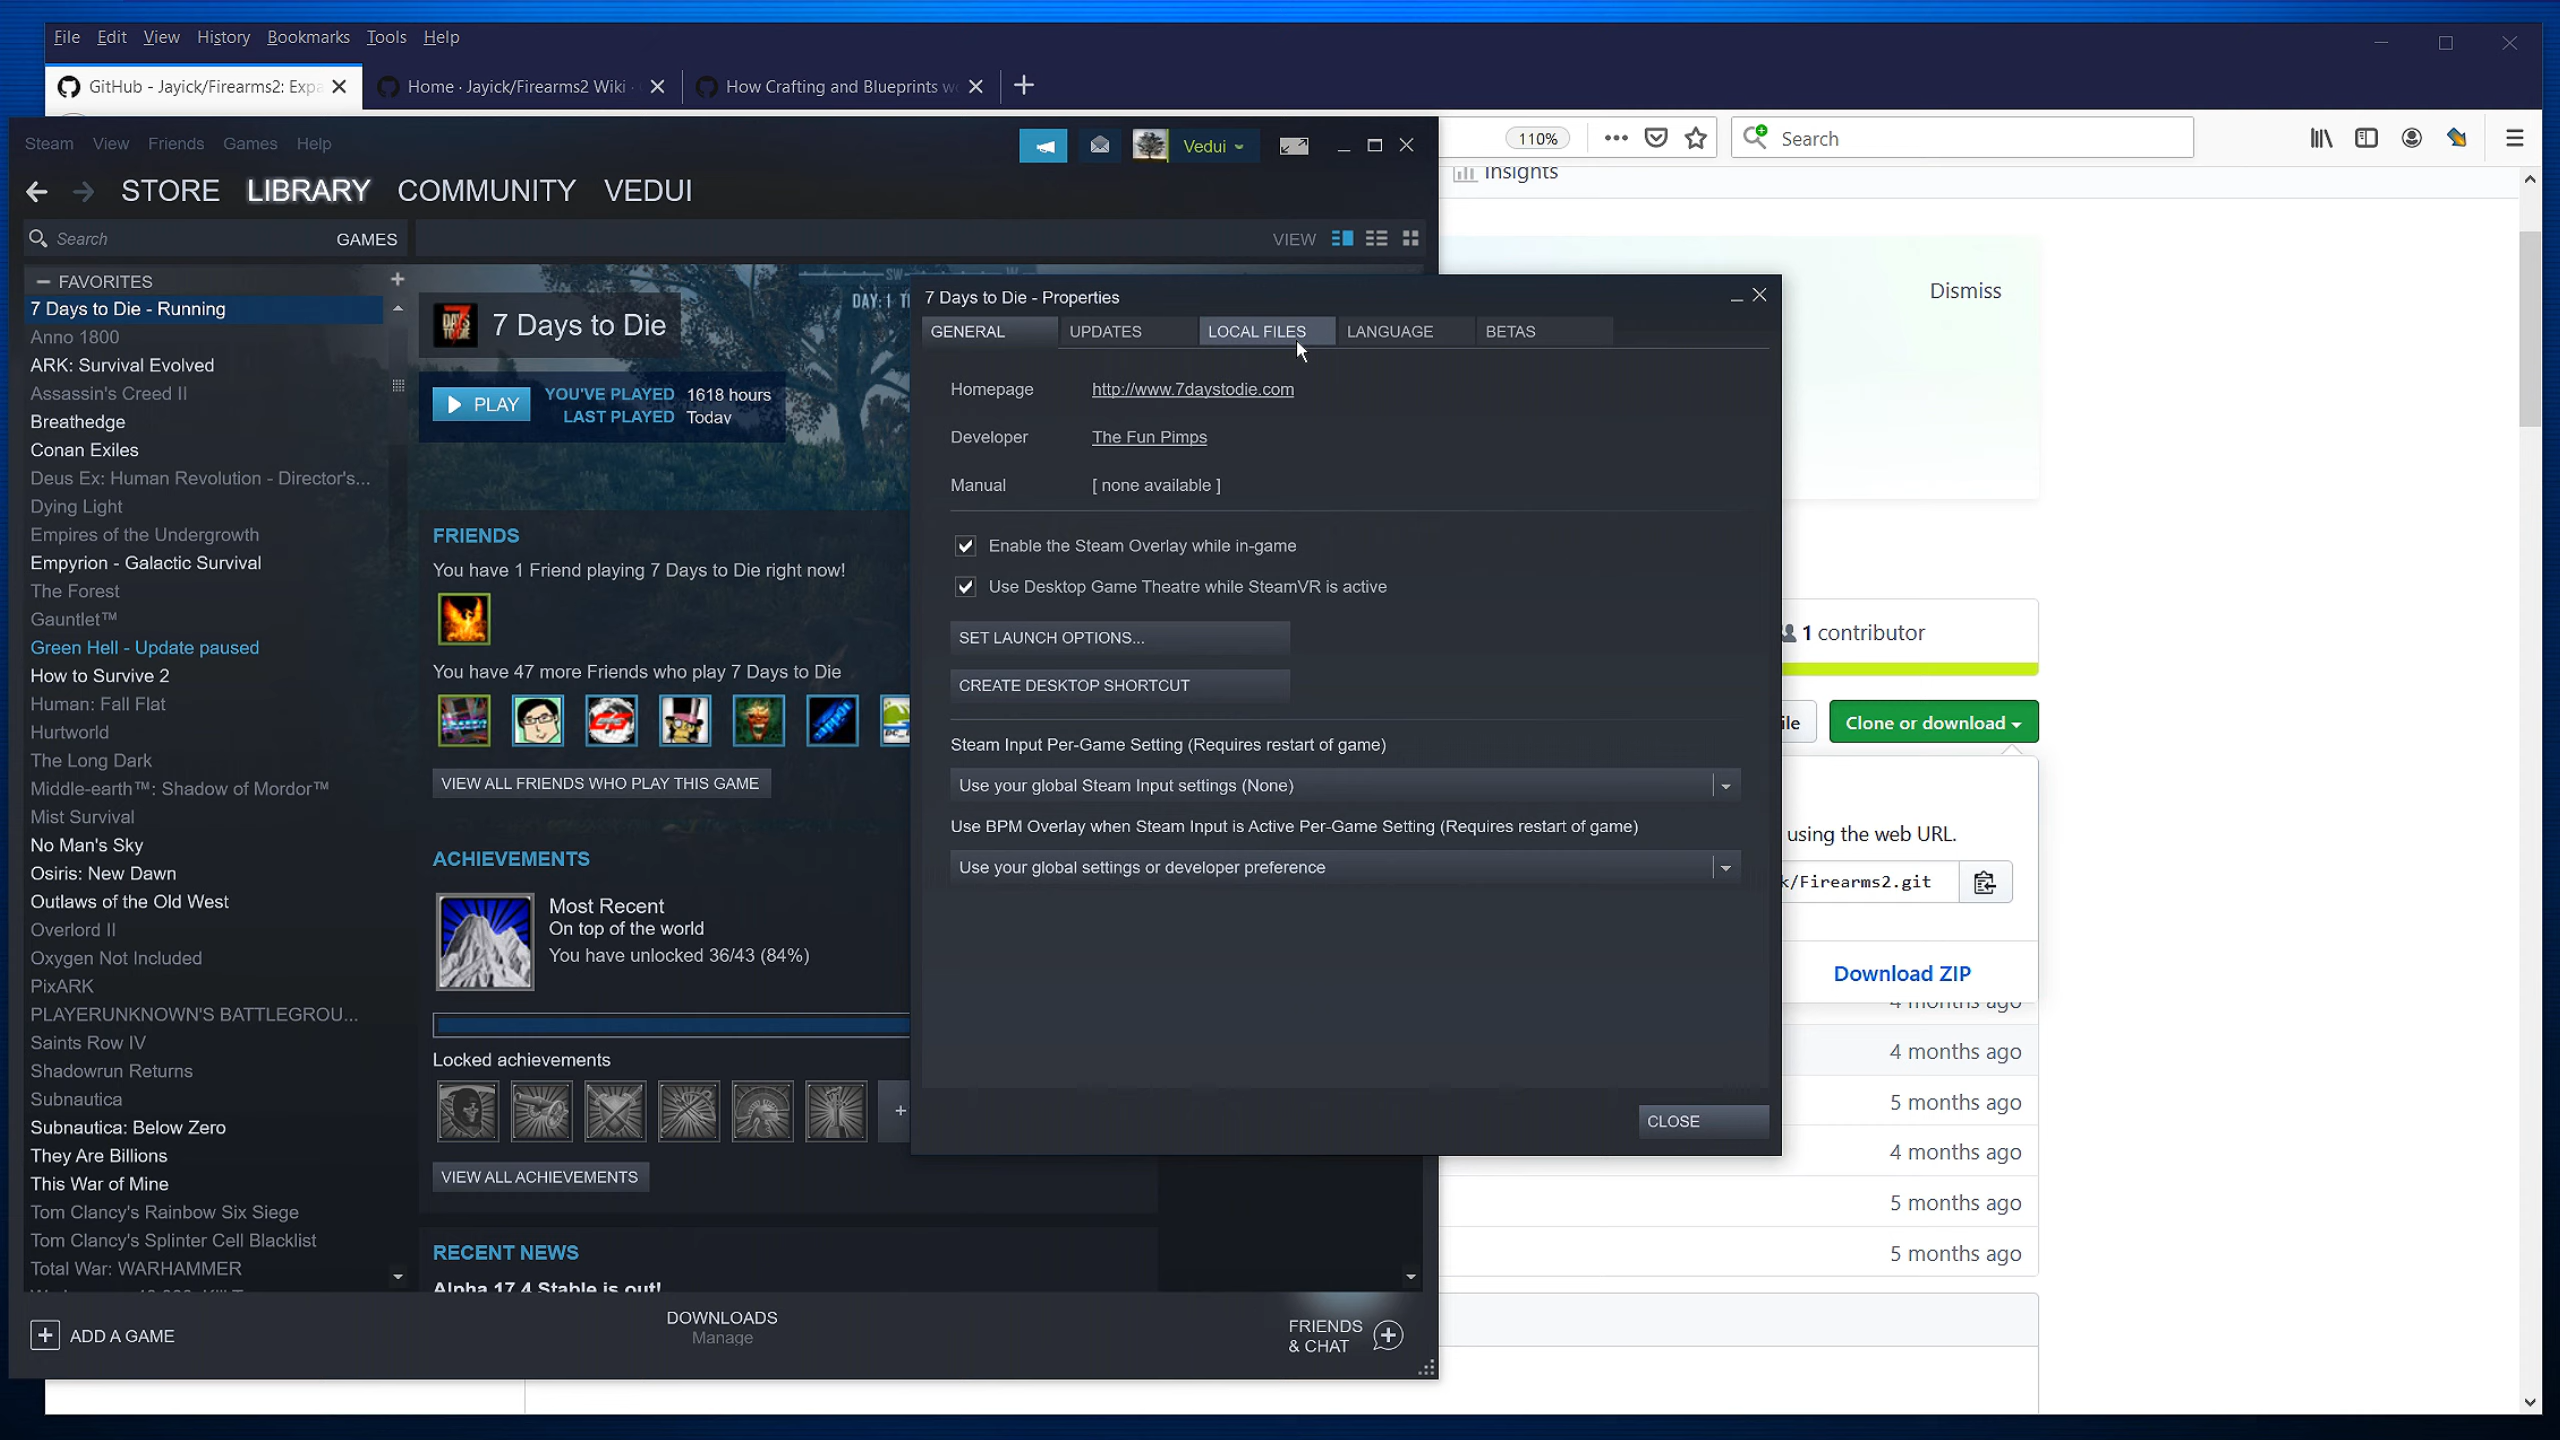 File Edit View History Bookmarks Tools Help
GitHub - Jayick/Firearms2: Expa
Home · Jayick/Firearms2 Wiki ·
How Crafting and Blueprints wo
110%
Search
Steam View Friends Games Help
Vedui
STORE LIBRARY COMMUNITY VEDUI
Search
GAMES
VIEW
FAVORITES
7 Days to Die - Running
Anno 1800
ARK: Survival Evolved
Assassin's Creed II
Breathedge
Conan Exiles
Deus Ex: Human Revolution - Director's...
Dying Light
Empires of the Undergrowth
Empyrion - Galactic Survival
The Forest
Gauntlet™
Green Hell - Update paused
How to Survive 2
Human: Fall Flat
Hurtworld
The Long Dark
Middle-earth™: Shadow of Mordor™
Mist Survival
No Man's Sky
Osiris: New Dawn
Outlaws of the Old West
Overlord II
Oxygen Not Included
PixARK
PLAYERUNKNOWN'S BATTLEGROU...
Saints Row IV
Shadowrun Returns
Subnautica
Subnautica: Below Zero
They Are Billions
This War of Mine
Tom Clancy's Rainbow Six Siege
Tom Clancy's Splinter Cell Blacklist
Total War: WARHAMMER
ADD A GAME
SW
W
DAY: 1
7 DAYS TO DIE
7 Days to Die
PLAY
YOU'VE PLAYED 1618 hours
LAST PLAYED Today
FRIENDS
You have 1 Friend playing 7 Days to Die right now!
You have 47 more Friends who play 7 Days to Die
VIEW ALL FRIENDS WHO PLAY THIS GAME
ACHIEVEMENTS
Most Recent
On top of the world
You have unlocked 36/43 (84%)
Locked achievements
+
VIEW ALL ACHIEVEMENTS
RECENT NEWS
Alpha 17.4 Stable is out!
DOWNLOADS
Manage
FRIENDS
& CHAT
7 Days to Die - Properties
GENERAL UPDATES LOCAL FILES LANGUAGE BETAS
Homepage http://www.7daystodie.com
Developer The Fun Pimps
Manual [ none available ]
Enable the Steam Overlay while in-game
Use Desktop Game Theatre while SteamVR is active
SET LAUNCH OPTIONS...
CREATE DESKTOP SHORTCUT
Steam Input Per-Game Setting (Requires restart of game)
Use your global Steam Input settings (None)
Use BPM Overlay when Steam Input is Active Per-Game Setting (Requires restart of game)
Use your global settings or developer preference
CLOSE
Insights
Dismiss
1 contributor
ile
Clone or download
using the web URL.
k/Firearms2.git
Download ZIP
4 months ago
4 months ago
5 months ago
4 months ago
5 months ago
5 months ago